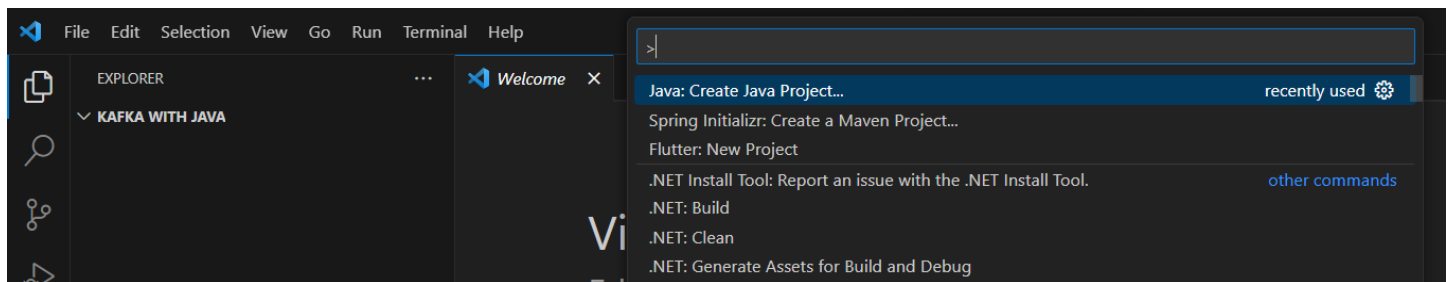 File Edit Selection View Go Run Terminal Help
>
EXPLORER ...
Welcome
KAFKA WITH JAVA
Java: Create Java Project... recently used
Spring Initializr: Create a Maven Project...
Flutter: New Project
.NET Install Tool: Report an issue with the .NET Install Tool. other commands
.NET: Build
.NET: Clean
.NET: Generate Assets for Build and Debug
Vi